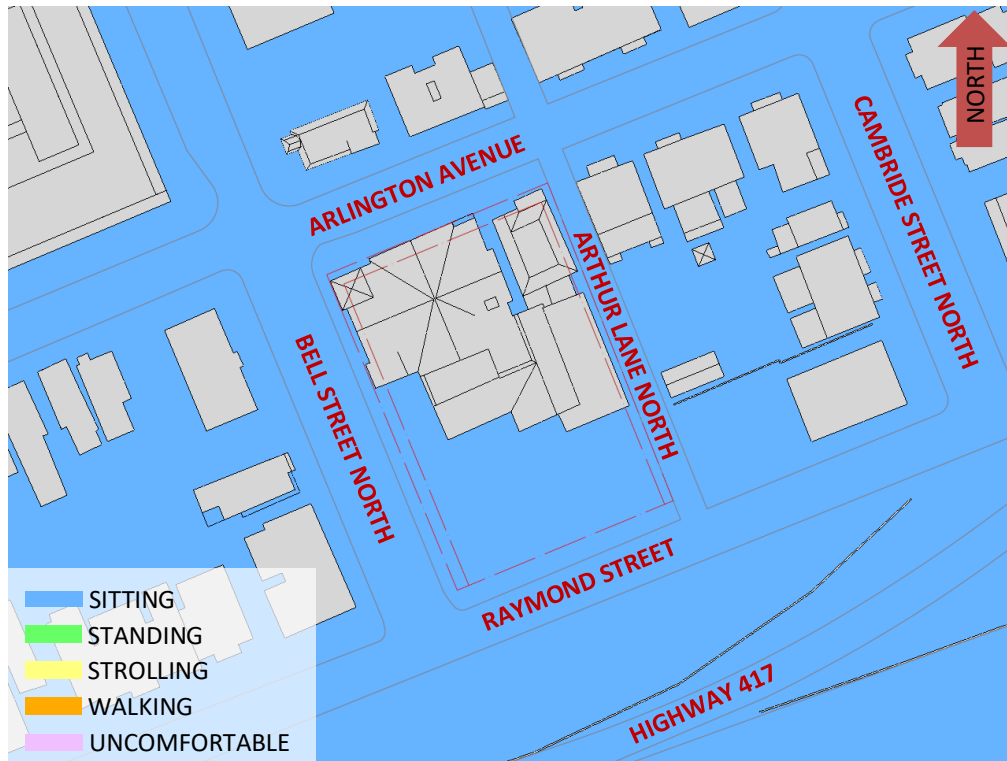 NORTH
ARLINGTON AVENUE
CAMBRIDE STREET NORTH
ARTHUR LANE NORTH
BELL STREET NORTH
RAYMOND STREET
HIGHWAY 417
SITTING
STANDING
STROLLING
WALKING
UNCOMFORTABLE